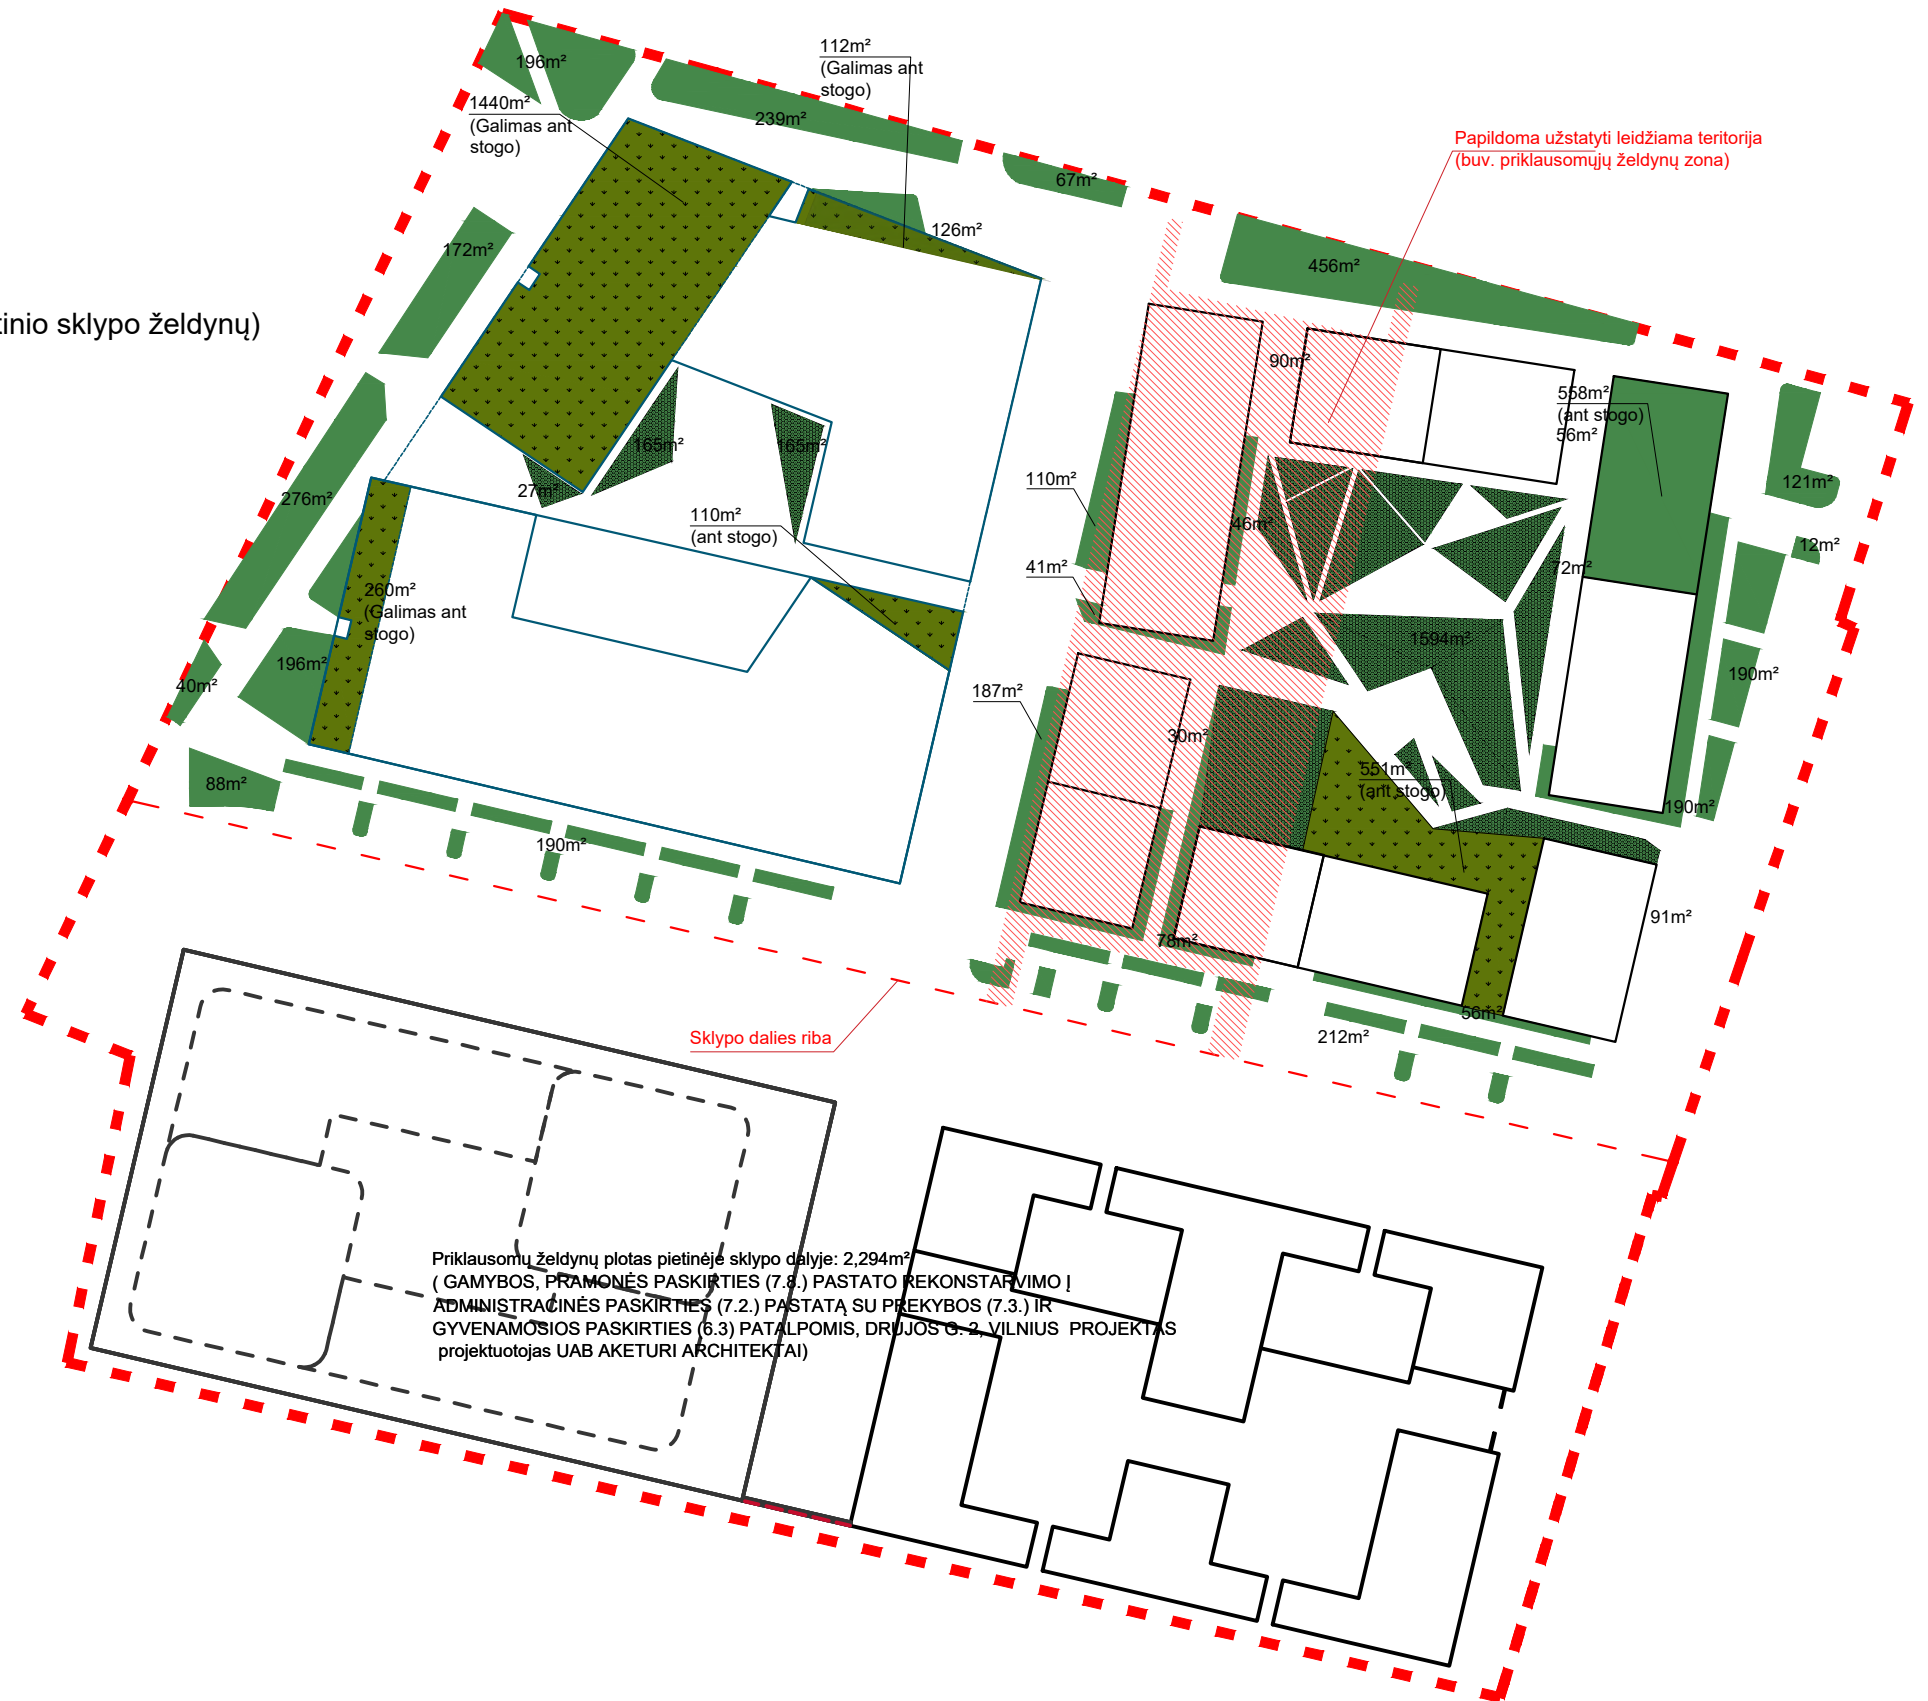 196m²
112m²
(Galimas ant
stogo)
1440m²
(Galimas ant
stogo)
239m²
Papildoma užstatyti leidžiama teritorija
(buv. priklausomųjų želdynų zona)
67m²
126m²
172m²
456m²
tinio sklypo želdynų)
90m²
558m²
(ant stogo)
56m²
165m²
165m²
110m²
121m²
27m²
276m²
110m²
(ant stogo)
46m²
12m²
41m²
72m²
260m²
(Galimas ant
stogo)
1594m²
196m²
190m²
40m²
187m²
30m²
551m²
(ant stogo)
88m²
190m²
190m²
91m²
78m²
56m²
212m²
Sklypo dalies riba
Priklausomų želdynų plotas pietinėje sklypo dalyje: 2,294m²
( GAMYBOS, PRAMONĖS PASKIRTIES (7.8.) PASTATO REKONSTARVIMO Į
ADMINISTRACINĖS PASKIRTIES (7.2.) PASTATĄ SU PREKYBOS (7.3.) IR
GYVENAMOSIOS PASKIRTIES (6.3) PATALPOMIS, DRUJOS G. 2, VILNIUS PROJEKTAS
projektuotojas UAB AKETURI ARCHITEKTAI)